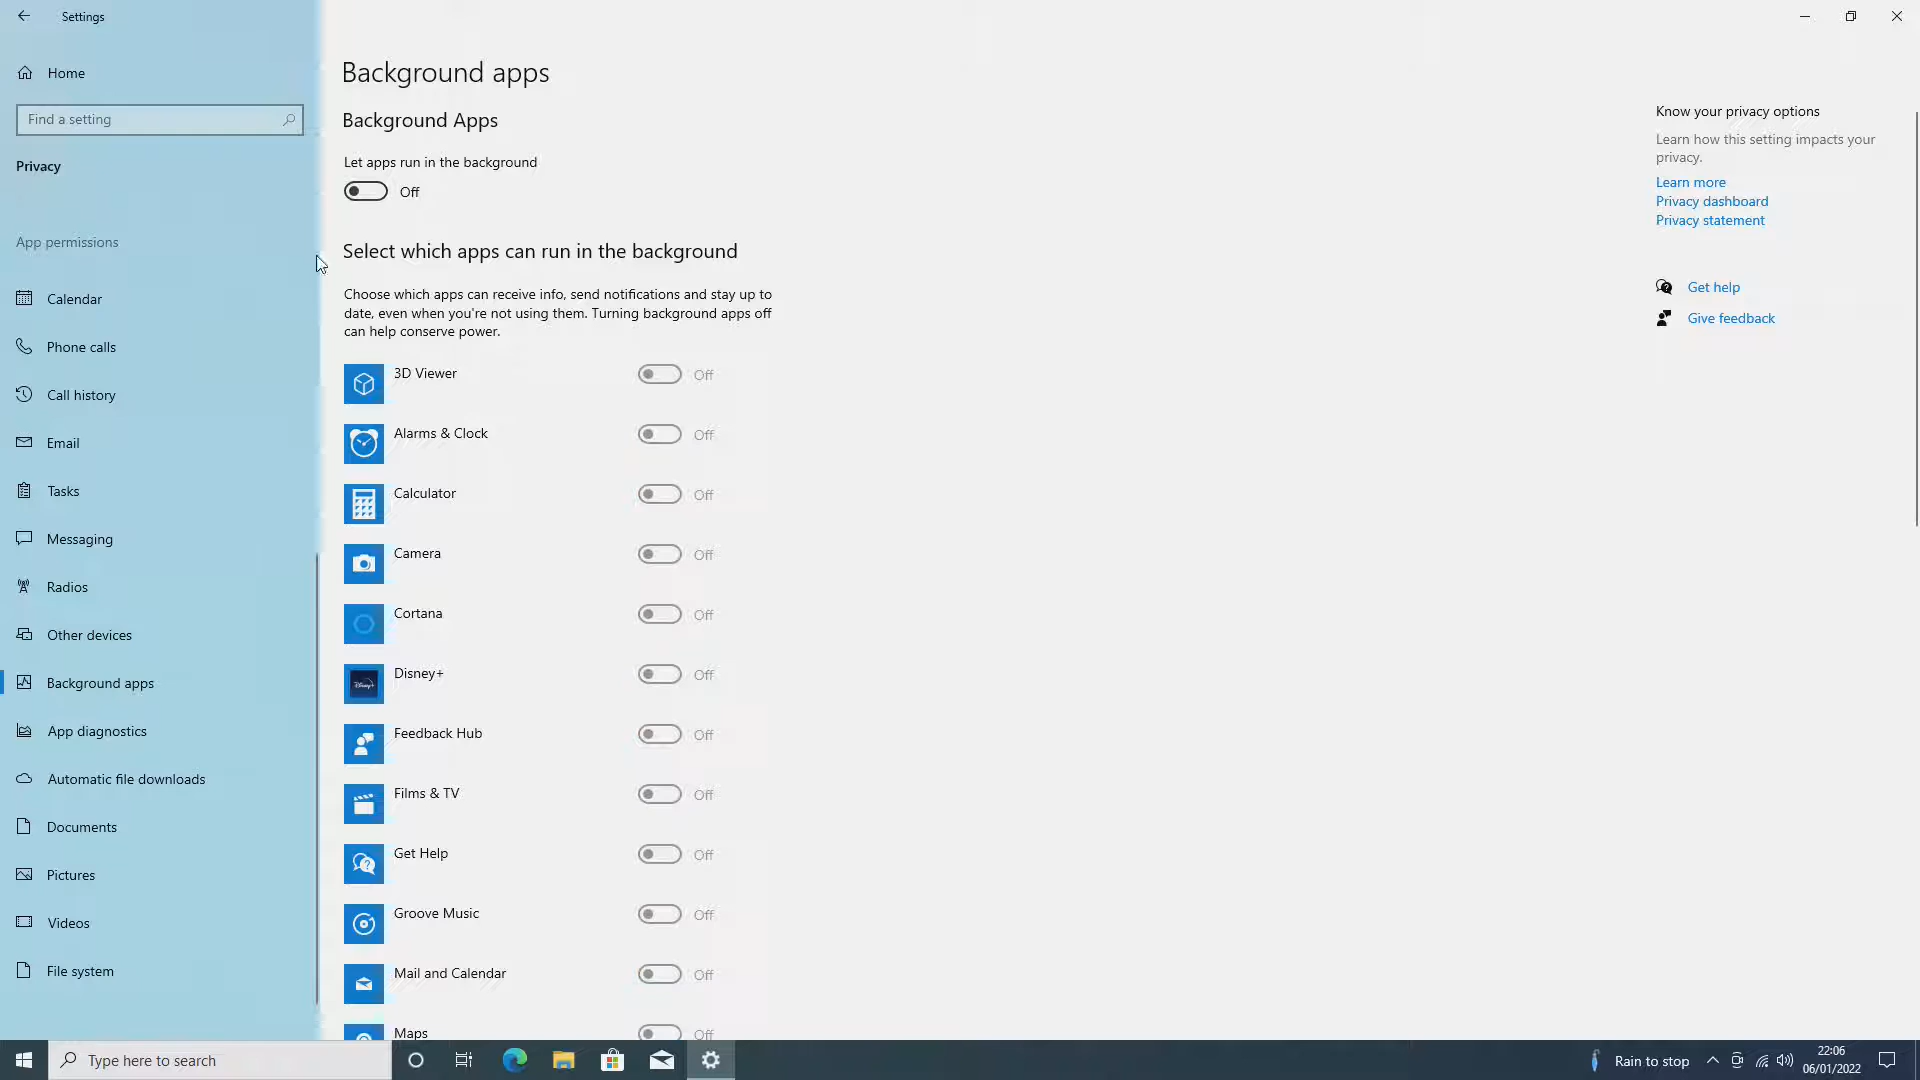 Settings
Home
Find a setting
Privacy
App permissions
Calendar
Phone calls
Call history
Email
Tasks
Messaging
Radios
Other devices
Background apps
App diagnostics
Automatic file downloads
Documents
Pictures
Videos
File system
Background apps
Background Apps
Let apps run in the background
Off
Select which apps can run in the background
Choose which apps can receive info, send notifications and stay up to
date, even when you're not using them. Turning background apps off
can help conserve power.
3D Viewer Off
Alarms & Clock Off
Calculator Off
Camera Off
Cortana Off
Disney+ Off
Feedback Hub Off
Films & TV Off
Get Help Off
Groove Music Off
Mail and Calendar Off
Maps Off
Know your privacy options
Learn how this setting impacts your
privacy.
Learn more
Privacy dashboard
Privacy statement
Get help
Give feedback
Type here to search
Rain to stop
22:06
06/01/2022